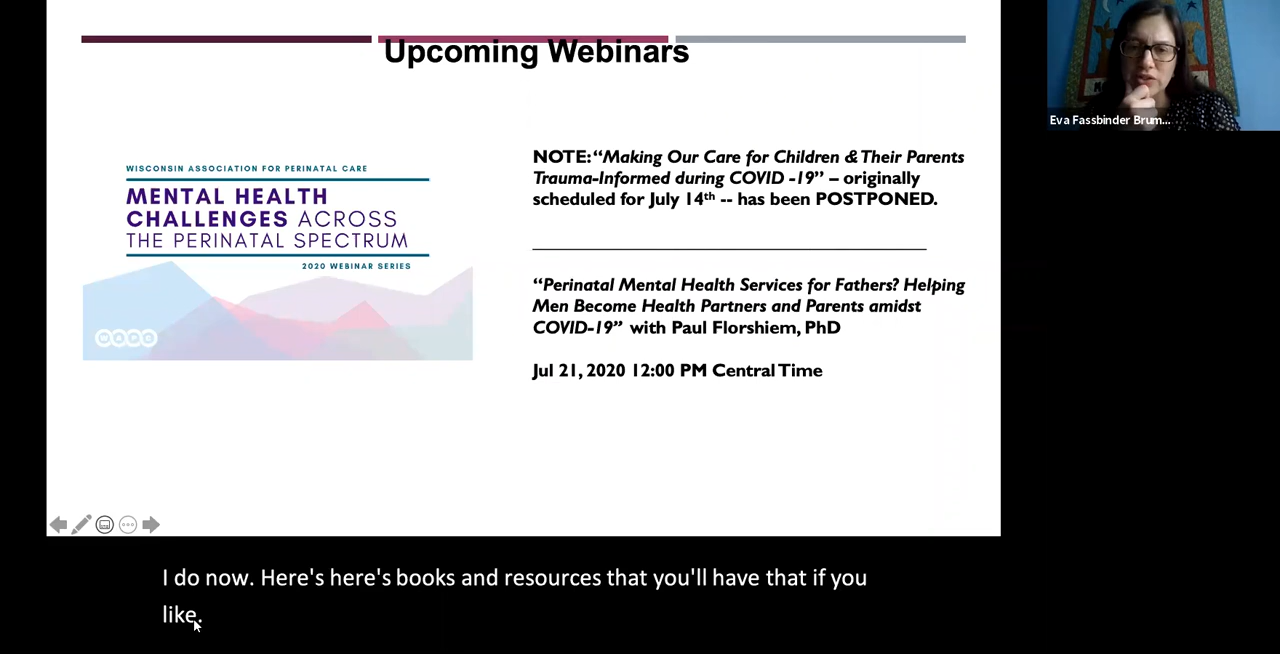 Upcoming Webinars
WISCONSIN ASSOCIATION FOR PERINATAL CARE
MENTAL HEALTH
CHALLENGES ACROSS
THE PERINATAL SPECTRUM
2020 WEBINAR SERIES
WAPC
NOTE: “Making Our Care for Children & Their Parents
Trauma-Informed during COVID -19” – originally
scheduled for July 14th -- has been POSTPONED.
“Perinatal Mental Health Services for Fathers? Helping
Men Become Health Partners and Parents amidst
COVID-19” with Paul Florshiem, PhD
Jul 21, 2020 12:00 PM Central Time
Eva Fassbinder Brum...
I do now. Here's here's books and resources that you'll have that if you
like.